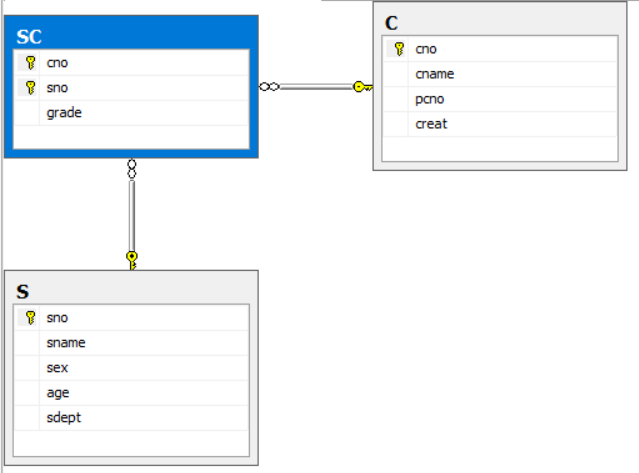 SC
cno
sno
grade
C
cno
cname
pcno
creat
S
sno
sname
sex
age
sdept